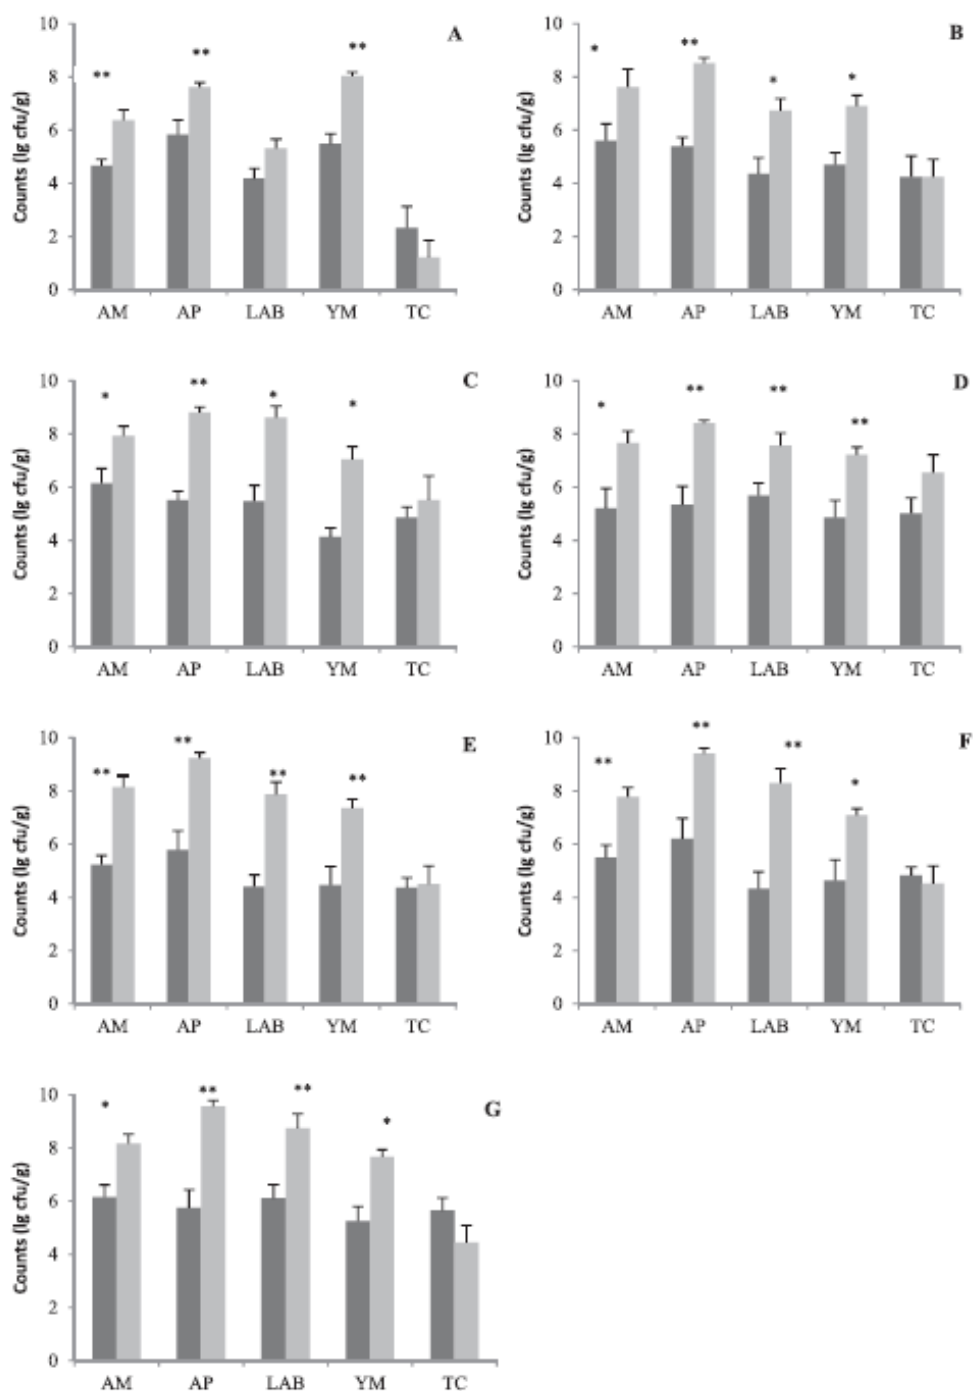 A
Counts (lg cfu/g)
10
8
6
4
2
0
** ** **
AM AP LAB YM TC
B
Counts (lg cfu/g)
10
8
6
4
2
0
* ** * *
AM AP LAB YM TC
C
Counts (lg cfu/g)
10
8
6
4
2
0
* ** * *
AM AP LAB YM TC
D
Counts (lg cfu/g)
10
8
6
4
2
0
* ** ** **
AM AP LAB YM TC
E
Counts (lg cfu/g)
10
8
6
4
2
0
** ** ** **
AM AP LAB YM TC
F
Counts (lg cfu/g)
10
8
6
4
2
0
** ** ** *
AM AP LAB YM TC
G
Counts (lg cfu/g)
10
8
6
4
2
0
* ** ** *
AM AP LAB YM TC